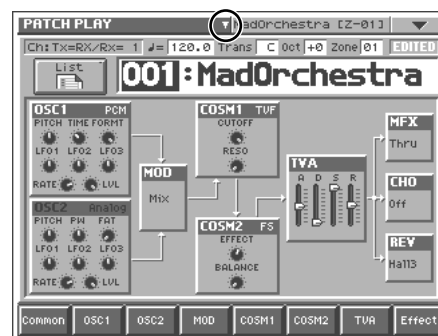 PATCH PLAY MadOrchestra [Z-01]
Ch:Tx=RX/Rx= 1 ♩=120.0 Trans C Oct +0 Zone 01 EDITED
List 001:MadOrchestra
OSC1 PCM
PITCH TIME FORMT
LFO1 LFO2 LFO3
RATE LVL
OSC2 Analog
PITCH PW FAT
LFO1 LFO2 LFO3
RATE LVL
MOD
Mix
COSM1 TVF
CUTOFF
RESO
COSM2 FS
EFFECT
BALANCE
TVA
A D S R
MFX
Thru
CHO
Off
REV
Hall3
Common OSC1 OSC2 MOD COSM1 COSM2 TVA Effect